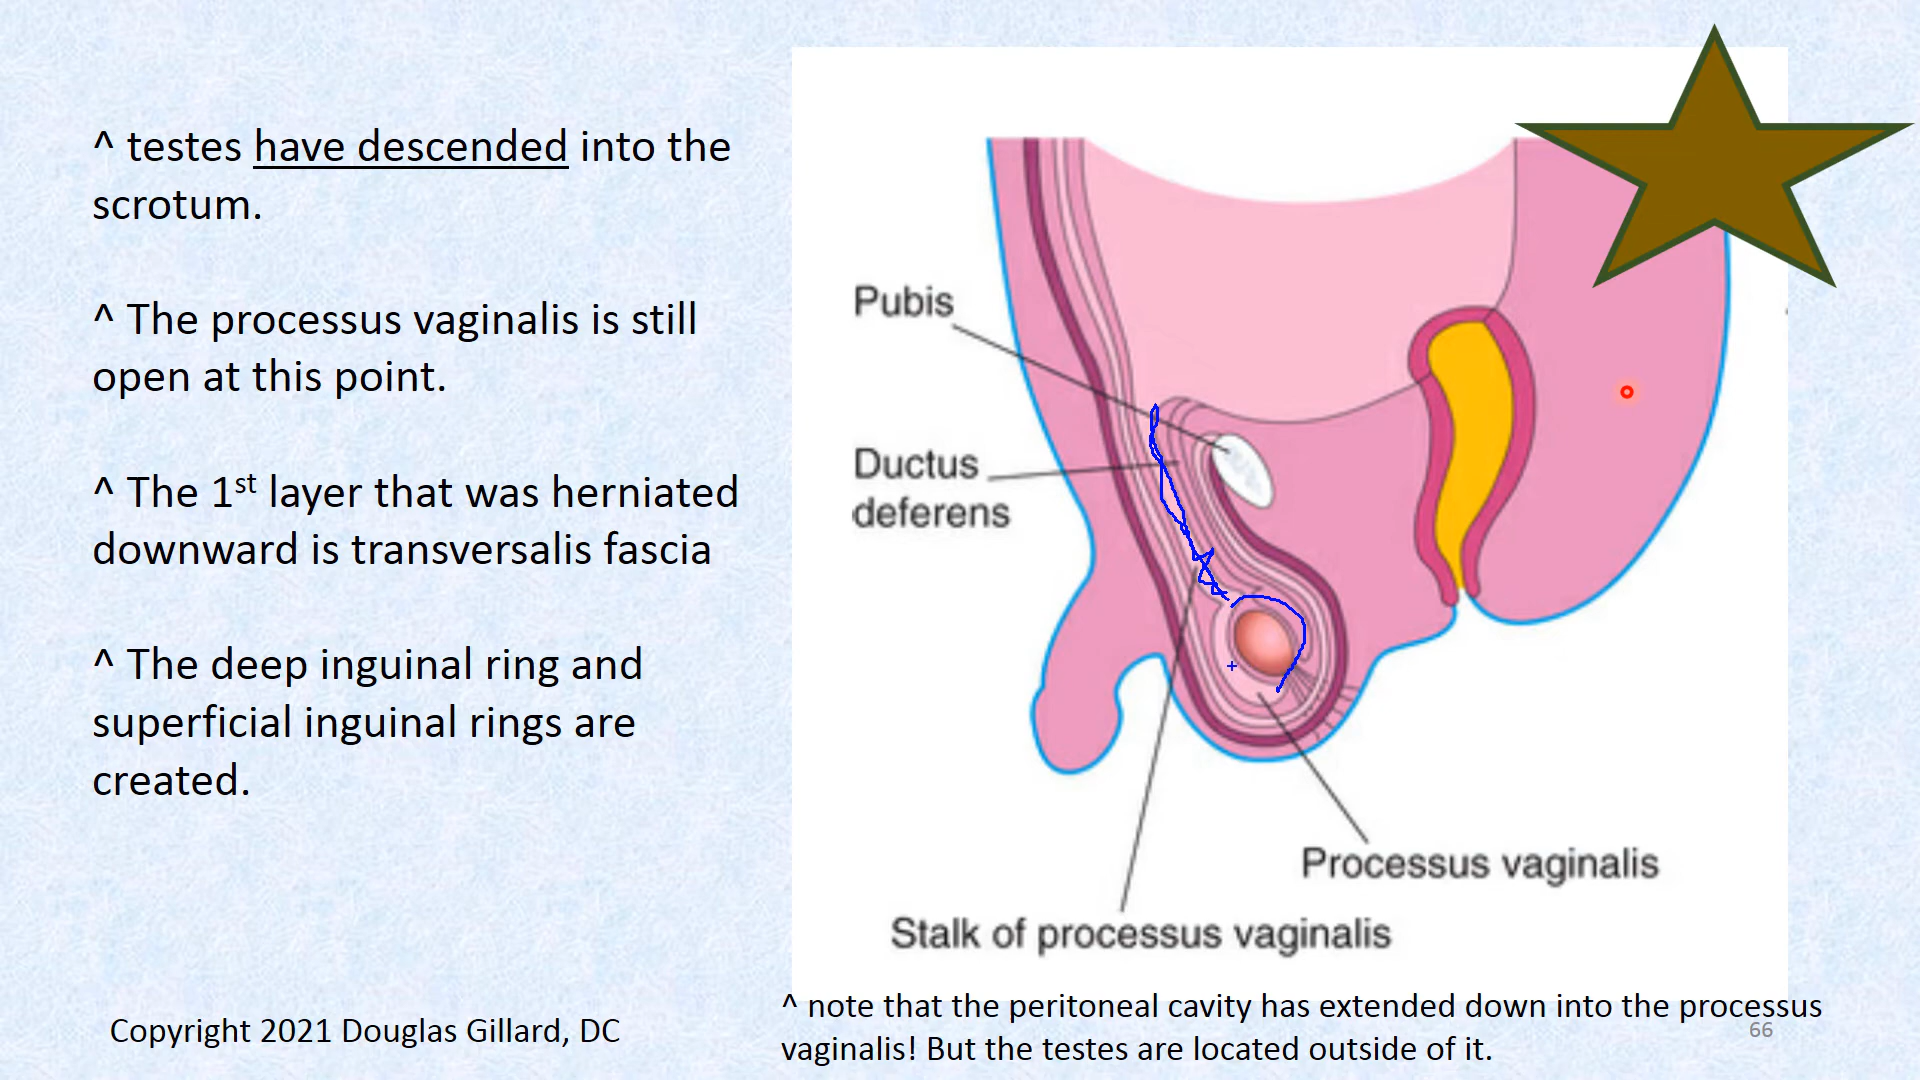 ^ testes have descended into the
scrotum.
^ The processus vaginalis is still
open at this point.
^ The 1st layer that was herniated
downward is transversalis fascia
^ The deep inguinal ring and
superficial inguinal rings are
created.
Pubis
Ductus
deferens
Processus vaginalis
Stalk of processus vaginalis
^ note that the peritoneal cavity has extended down into the processus
vaginalis! But the testes are located outside of it.
Copyright 2021 Douglas Gillard, DC
66